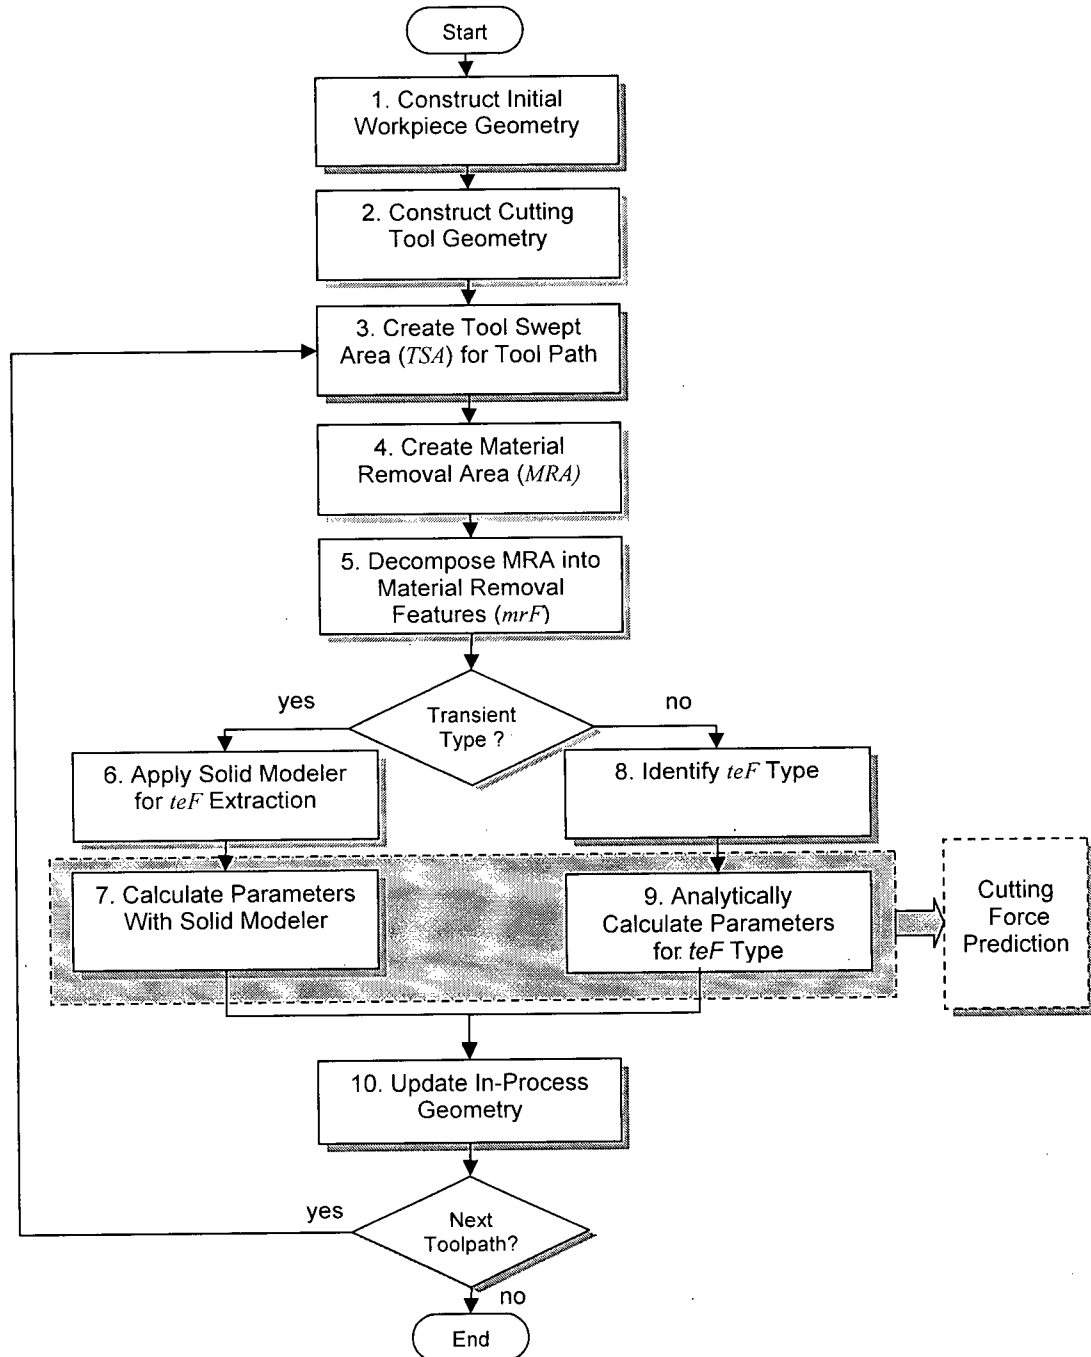 Start
1. Construct Initial
Workpiece Geometry
2. Construct Cutting
Tool Geometry
3. Create Tool Swept
Area (TSA) for Tool Path
4. Create Material
Removal Area (MRA)
5. Decompose MRA into
Material Removal
Features (mrF)
Transient
Type ?
yes
no
6. Apply Solid Modeler
for teF Extraction
8. Identify teF Type
7. Calculate Parameters
With Solid Modeler
9. Analytically
Calculate Parameters
for teF Type
Cutting
Force
Prediction
10. Update In-Process
Geometry
Next
Toolpath?
yes
no
End